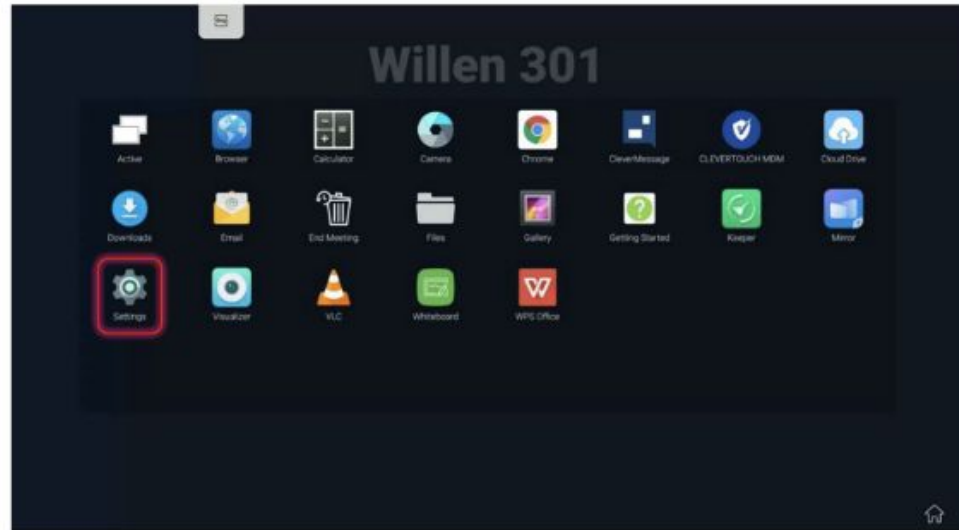 Willen 301
Active Browser Calculator Camera Chrome CleverMessage CLEVERTOUCH MDM Cloud Drive
Downloads Email End Meeting Files Gallery Getting Started Keeper Mirror
Settings Visualizer VLC Whiteboard WPS Office